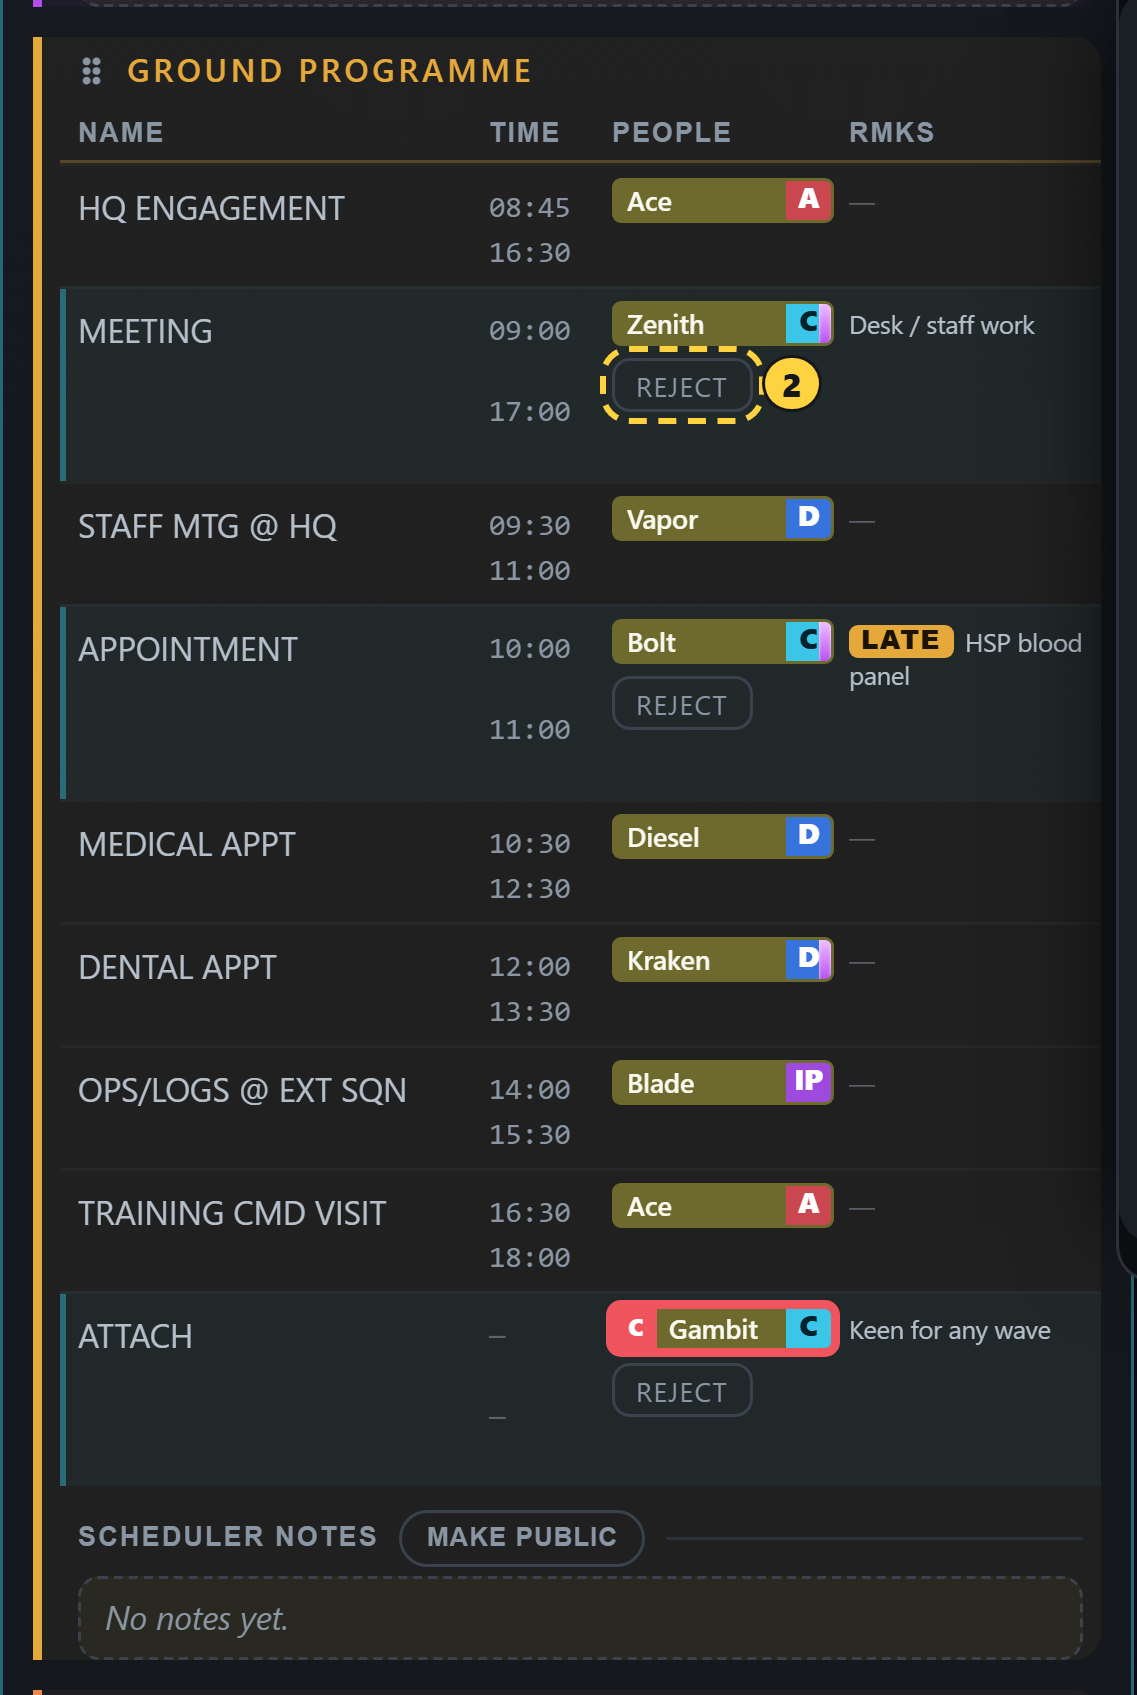 GROUND PROGRAMME
NAME TIME PEOPLE RMKS
HQ ENGAGEMENT 08:45 Ace A —
16:30
MEETING 09:00 Zenith C Desk / staff work
REJECT 2
17:00
STAFF MTG @ HQ 09:30 Vapor D —
11:00
APPOINTMENT 10:00 Bolt C LATE HSP blood
panel
REJECT
11:00
MEDICAL APPT 10:30 Diesel D —
12:30
DENTAL APPT 12:00 Kraken D —
13:30
OPS/LOGS @ EXT SQN 14:00 Blade IP —
15:30
TRAINING CMD VISIT 16:30 Ace A —
18:00
ATTACH — C Gambit C Keen for any wave
REJECT
—
SCHEDULER NOTES MAKE PUBLIC
No notes yet.